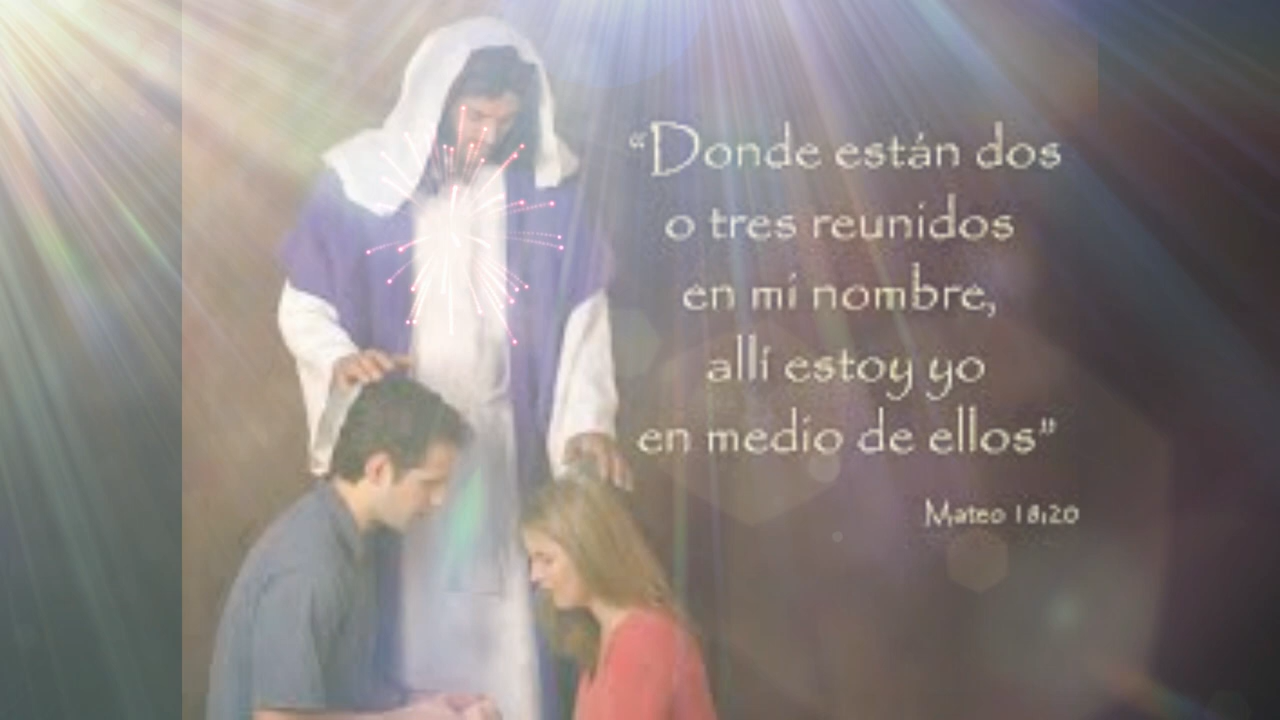 “Donde están dos
o tres reunidos
en mi nombre,
allí estoy yo
en medio de ellos”
Mateo 18:20